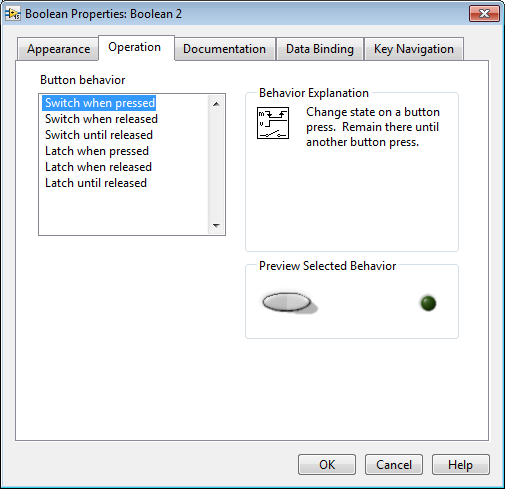 Boolean Properties: Boolean 2
Appearance Operation Documentation Data Binding Key Navigation
Button behavior
Switch when pressed
Switch when released
Switch until released
Latch when pressed
Latch when released
Latch until released
Behavior Explanation
m
v
Change state on a button
press. Remain there until
another button press.
Preview Selected Behavior
OK Cancel Help